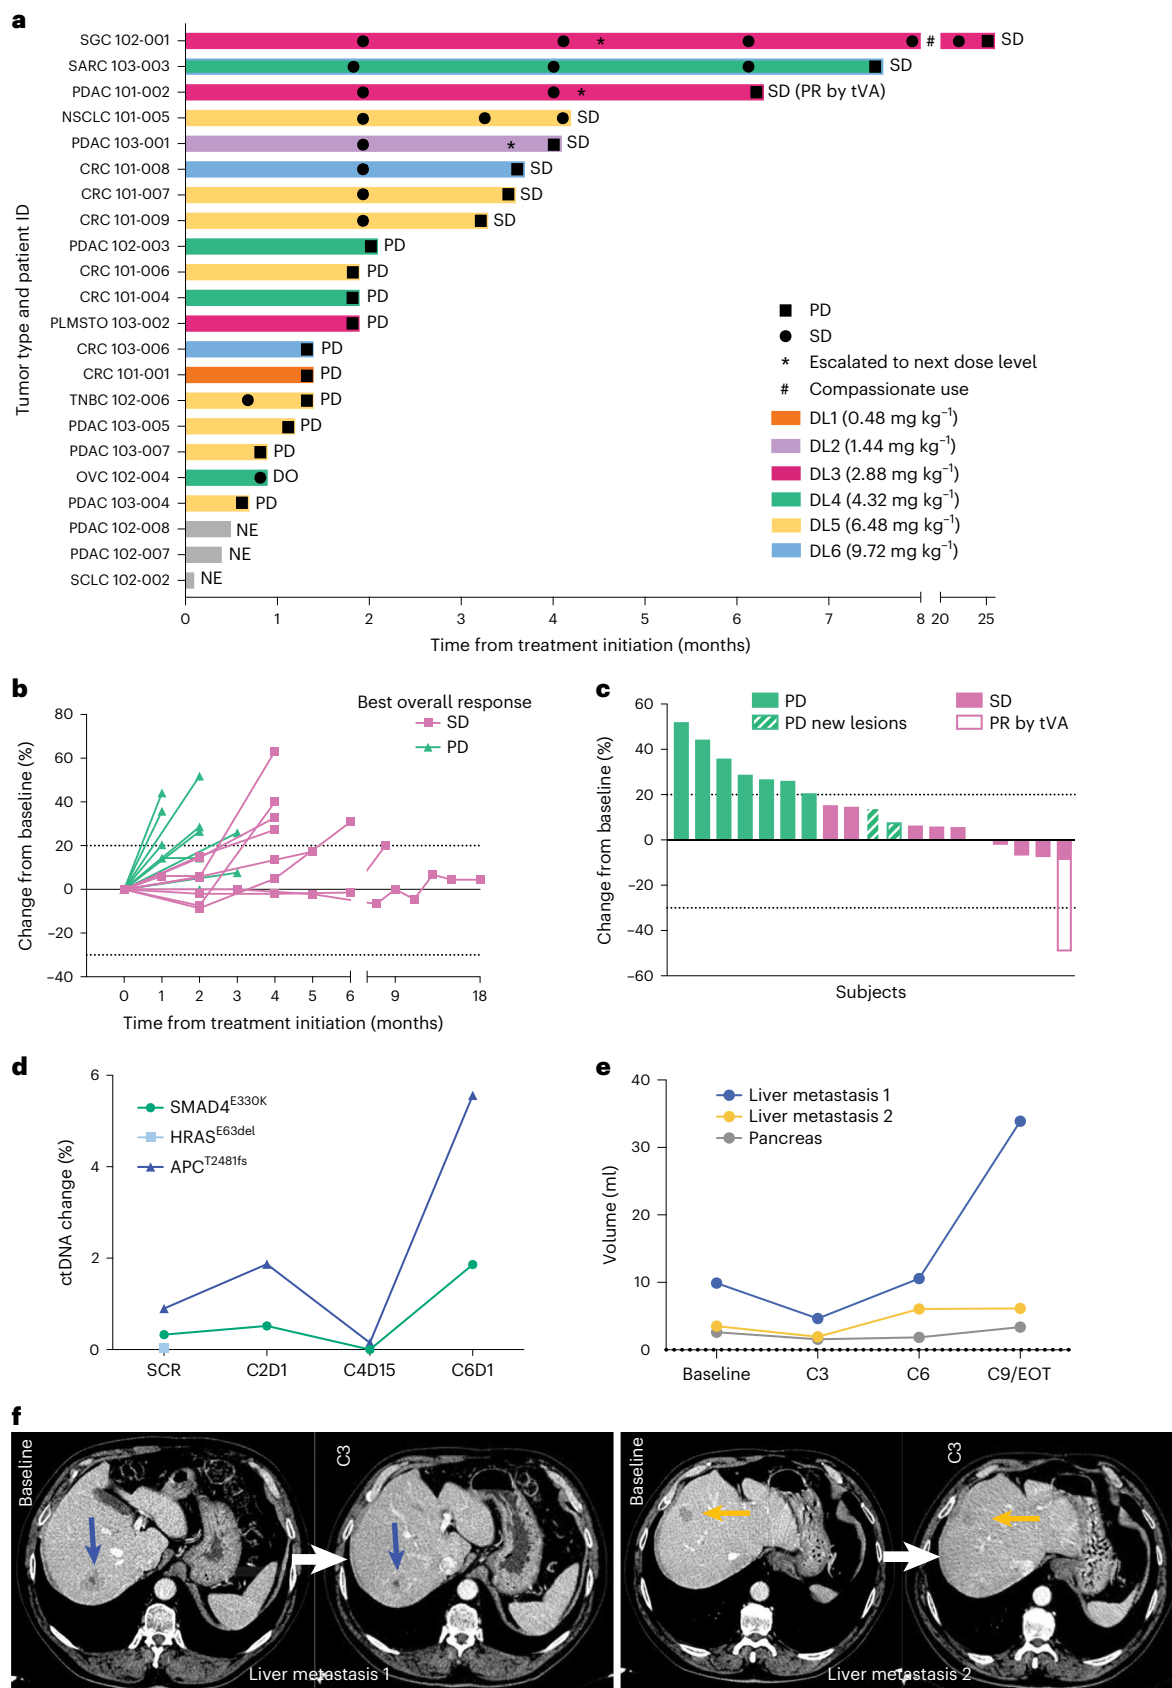 a
SGC 102-001
SARC 103-003
PDAC 101-002
NSCLC 101-005
PDAC 103-001
CRC 101-008
CRC 101-007
CRC 101-009
PDAC 102-003
CRC 101-006
CRC 101-004
PLMSTO 103-002
CRC 103-006
CRC 101-001
TNBC 102-006
PDAC 103-005
PDAC 103-007
OVC 102-004
PDAC 103-004
PDAC 102-008
PDAC 102-007
SCLC 102-002
Tumor type and patient ID
* # SD
SD
* SD (PR by tVA)
SD
* SD
SD
SD
SD
PD
PD
PD
PD
PD
PD
PD
PD
PD
DO
PD
NE
NE
NE
PD
SD
* Escalated to next dose level
# Compassionate use
DL1 (0.48 mg kg⁻¹)
DL2 (1.44 mg kg⁻¹)
DL3 (2.88 mg kg⁻¹)
DL4 (4.32 mg kg⁻¹)
DL5 (6.48 mg kg⁻¹)
DL6 (9.72 mg kg⁻¹)
0 1 2 3 4 5 6 7 8 20 25
Time from treatment initiation (months)
b
Best overall response
SD
PD
80
60
40
20
0
−20
−40
Change from baseline (%)
0 1 2 3 4 5 6 9 18
Time from treatment initiation (months)
c
PD
PD new lesions
SD
PR by tVA
60
40
20
0
−20
−40
−60
Change from baseline (%)
Subjects
d
SMAD4E330K
HRASE63del
APCT2481fs
6
4
2
0
ctDNA change (%)
SCR C2D1 C4D15 C6D1
e
Liver metastasis 1
Liver metastasis 2
Pancreas
40
30
20
10
0
Volume (ml)
Baseline C3 C6 C9/EOT
f
Baseline
C3
Liver metastasis 1
Baseline
C3
Liver metastasis 2